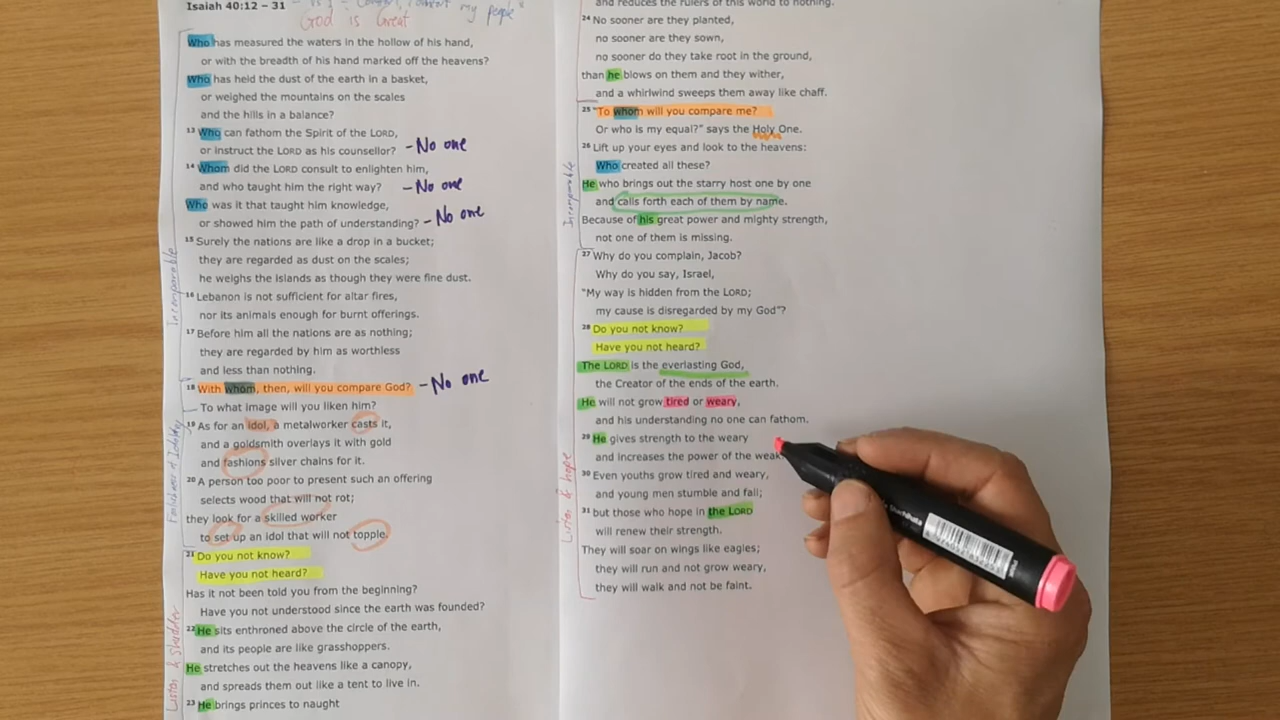 Isaiah 40:12 – 31
my people"
God is Great
Who has measured the waters in the hollow of his hand,
or with the breadth of his hand marked off the heavens?
Who has held the dust of the earth in a basket,
or weighed the mountains on the scales
and the hills in a balance?
13 Who can fathom the Spirit of the LORD,
or instruct the LORD as his counsellor? - No one
14 Whom did the LORD consult to enlighten him,
and who taught him the right way? - No one
Who was it that taught him knowledge,
or showed him the path of understanding? - No one
15 Surely the nations are like a drop in a bucket;
they are regarded as dust on the scales;
he weighs the islands as though they were fine dust.
16 Lebanon is not sufficient for altar fires,
nor its animals enough for burnt offerings.
17 Before him all the nations are as nothing;
they are regarded by him as worthless
and less than nothing.
Incomparable
18 With whom, then, will you compare God? - No one
To what image will you liken him?
19 As for an idol, a metalworker casts it,
and a goldsmith overlays it with gold
and fashions silver chains for it.
20 A person too poor to present such an offering
selects wood that will not rot;
they look for a skilled worker
to set up an idol that will not topple.
Foolishness of Idolatry
21 Do you not know?
Have you not heard?
Has it not been told you from the beginning?
Have you not understood since the earth was founded?
22 He sits enthroned above the circle of the earth,
and its people are like grasshoppers.
He stretches out the heavens like a canopy,
and spreads them out like a tent to live in.
23 He brings princes to naught
Listen & Shudder
and reduces the rulers of this world to nothing.
24 No sooner are they planted,
no sooner are they sown,
no sooner do they take root in the ground,
than he blows on them and they wither,
and a whirlwind sweeps them away like chaff.
25 "To whom will you compare me?
Or who is my equal?" says the Holy One.
26 Lift up your eyes and look to the heavens:
Who created all these?
He who brings out the starry host one by one
and calls forth each of them by name.
Because of his great power and mighty strength,
not one of them is missing.
Incomparable
27 Why do you complain, Jacob?
Why do you say, Israel,
"My way is hidden from the LORD;
my cause is disregarded by my God"?
28 Do you not know?
Have you not heard?
The LORD is the everlasting God,
the Creator of the ends of the earth.
He will not grow tired or weary,
and his understanding no one can fathom.
29 He gives strength to the weary
and increases the power of the weak
30 Even youths grow tired and weary,
and young men stumble and fall;
31 but those who hope in the LORD
will renew their strength.
They will soar on wings like eagles;
they will run and not grow weary,
they will walk and not be faint.
Listen & hope
Shachihata
PINK